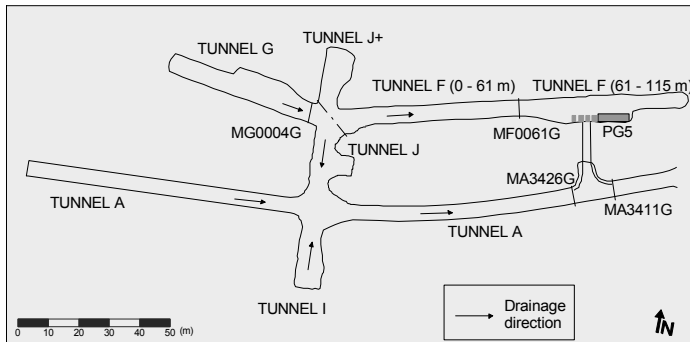 TUNNEL J+
TUNNEL G
TUNNEL F (0 - 61 m)
TUNNEL F (61 - 115 m)
MG0004G
MF0061G
PG5
TUNNEL J
MA3426G
TUNNEL A
MA3411G
TUNNEL A
TUNNEL I
Drainage
direction
0 10 20 30 40 50 (m)
N